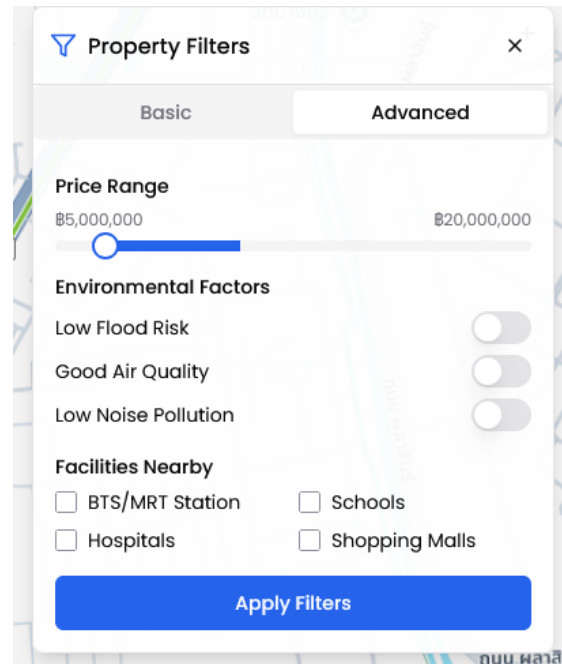 Property Filters
Basic
Advanced
Price Range
฿5,000,000
฿20,000,000
Environmental Factors
Low Flood Risk
Good Air Quality
Low Noise Pollution
Facilities Nearby
BTS/MRT Station
Schools
Hospitals
Shopping Malls
Apply Filters